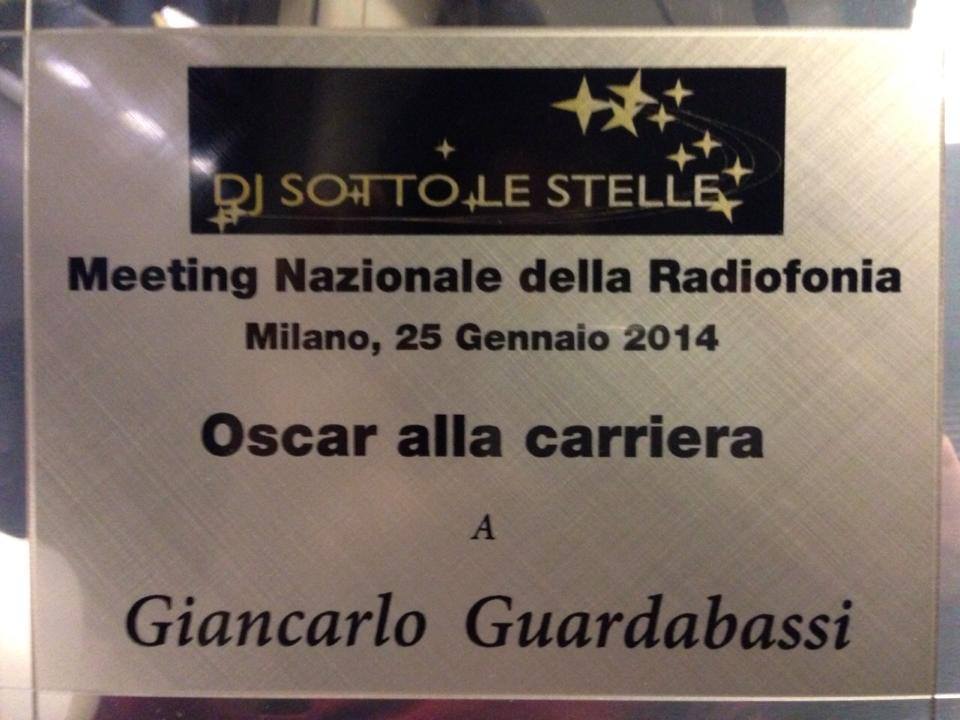 DJ SOTTO LE STELLE
Meeting Nazionale della Radiofonia
Milano, 25 Gennaio 2014
Oscar alla carriera
A
Giancarlo Guardabassi